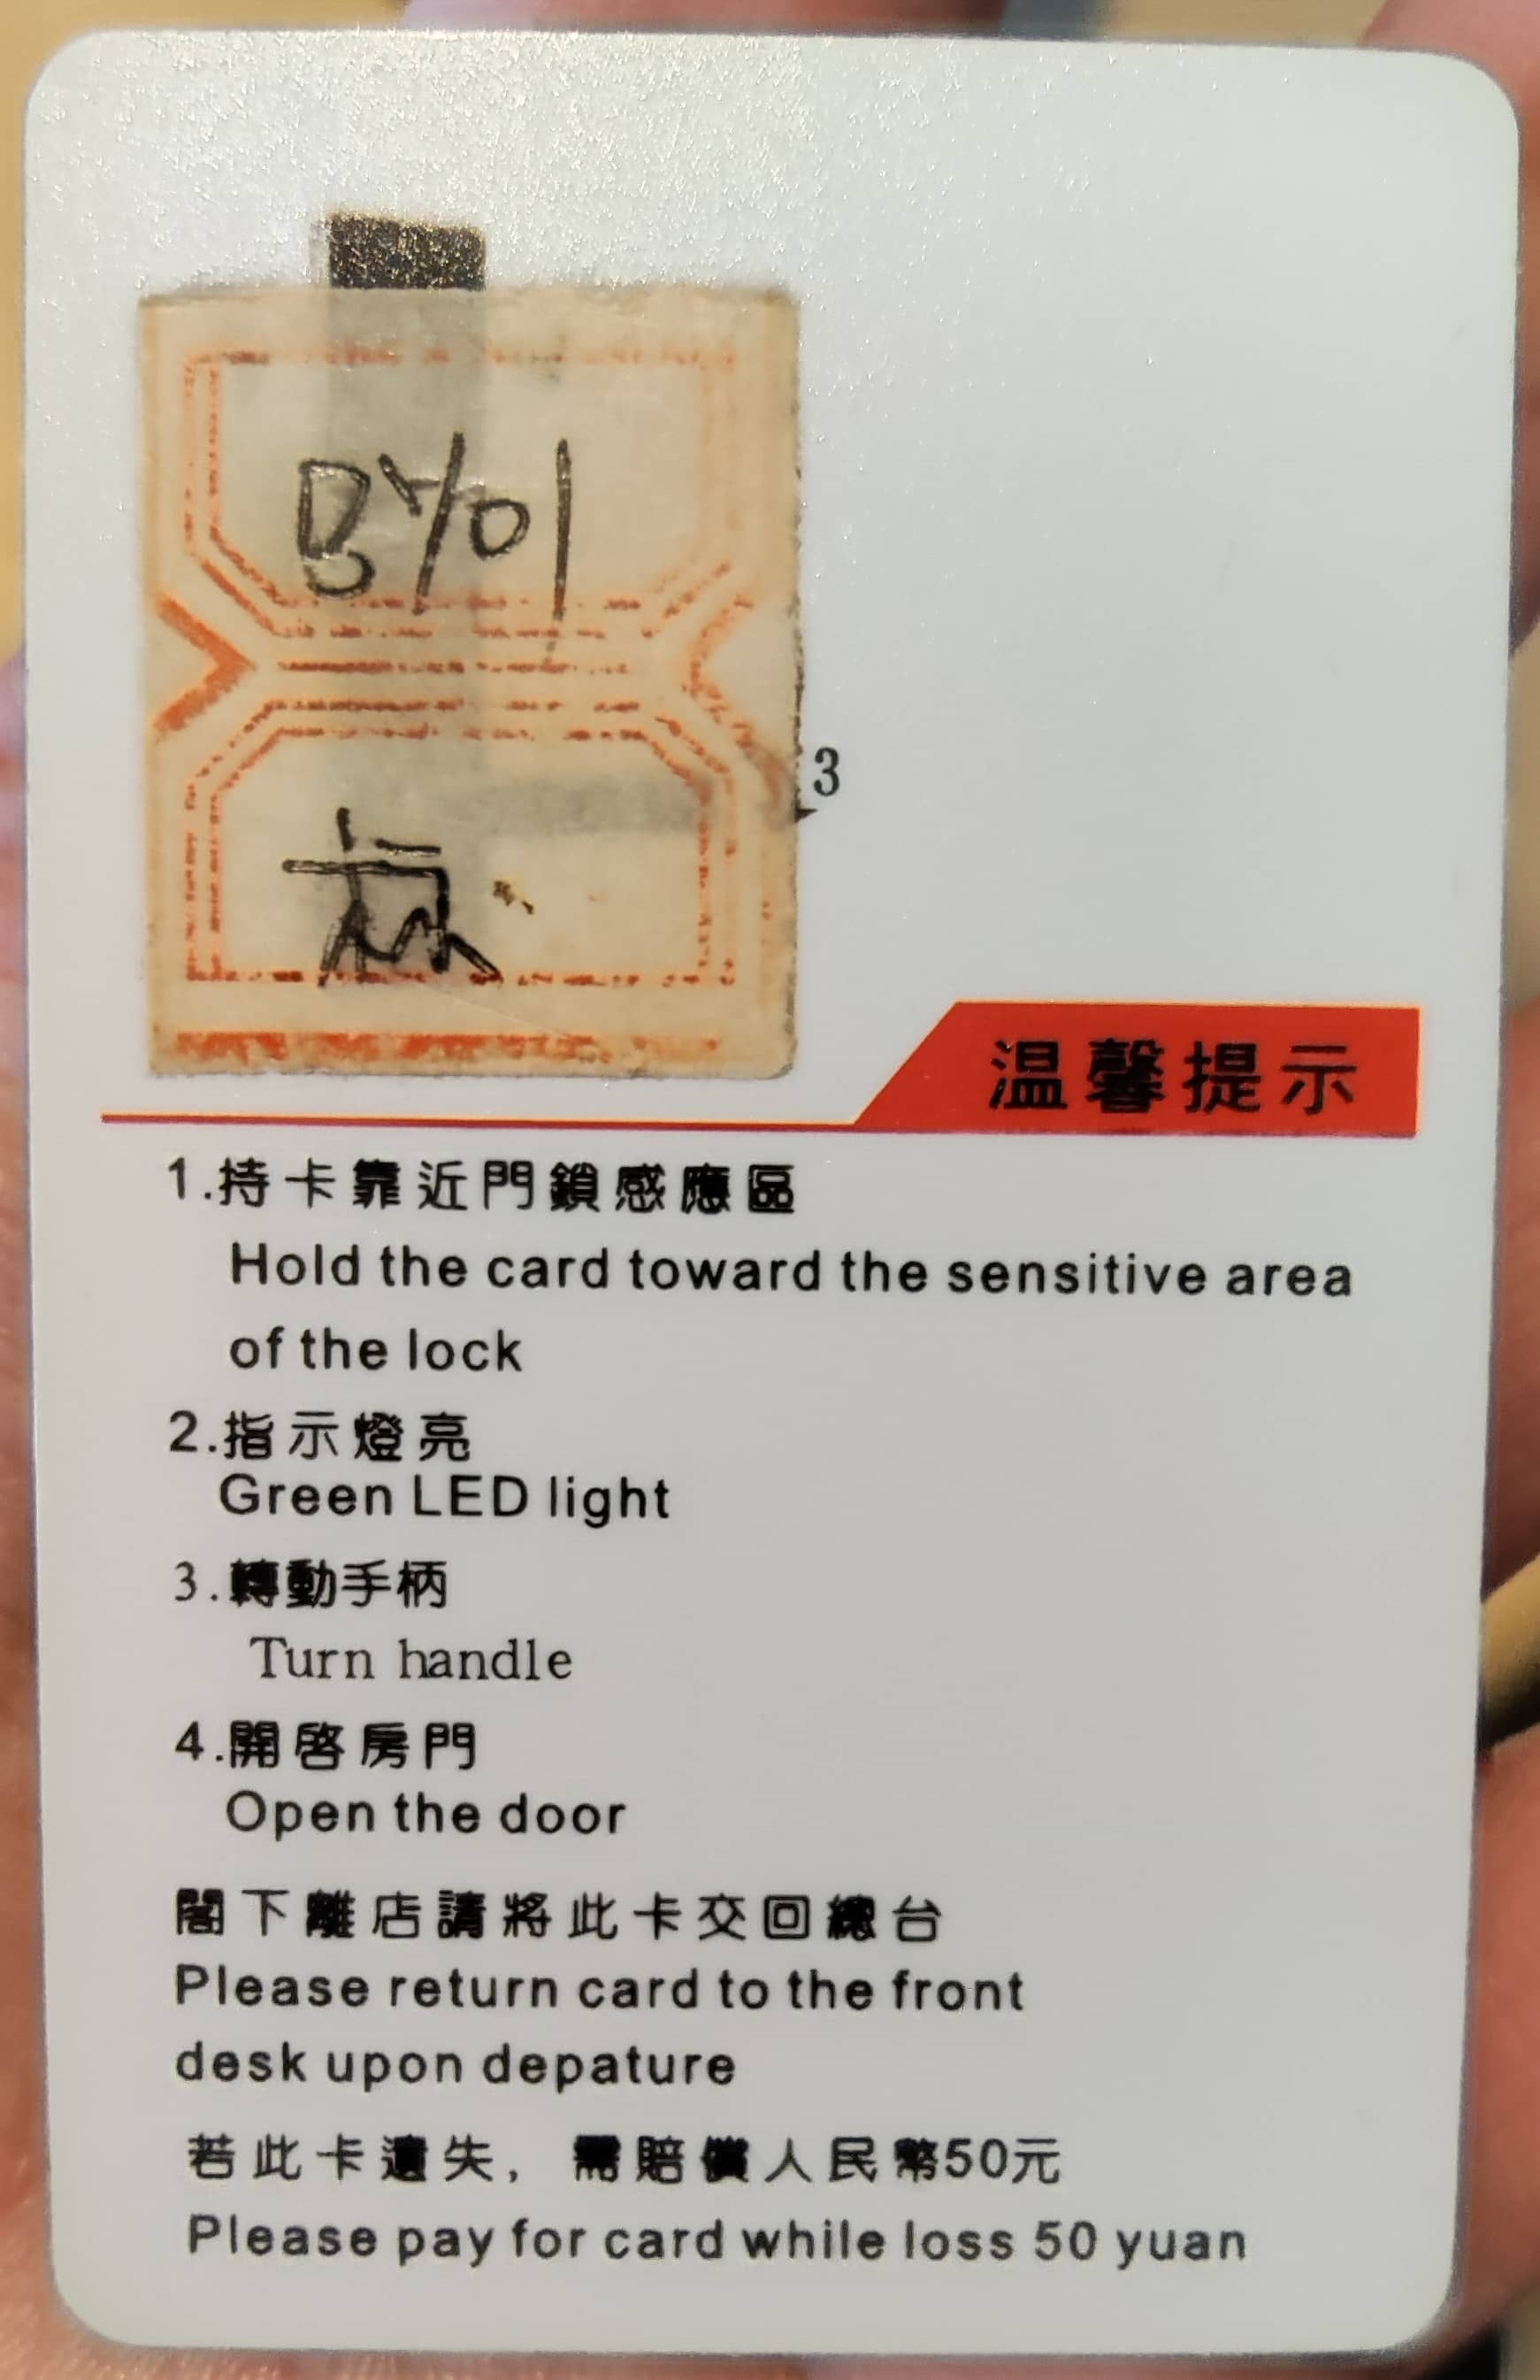 3
温馨提示
1.持卡靠近門鎖感應區
Hold the card toward the sensitive area
of the lock
2.指示燈亮
Green LED light
3.轉動手柄
Turn handle
4.開啓房門
Open the door
閣下離店請將此卡交回總台
Please return card to the front
desk upon depature
若此卡遺失，需賠償人民幣50元
Please pay for card while loss 50 yuan